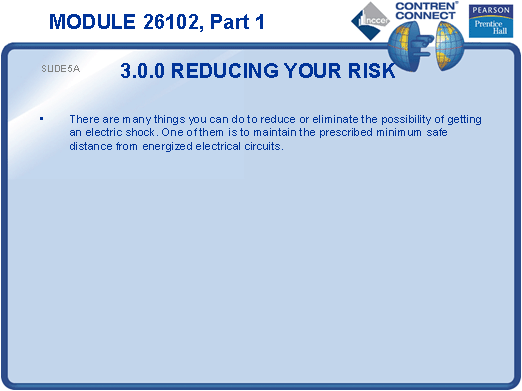 MODULE 26102, Part 1
nccer
CONTREN
CONNECT
PEARSON
Prentice
Hall
SLIDE 5A
3.0.0 REDUCING YOUR RISK
• There are many things you can do to reduce or eliminate the possibility of getting
an electric shock. One of them is to maintain the prescribed minimum safe
distance from energized electrical circuits.